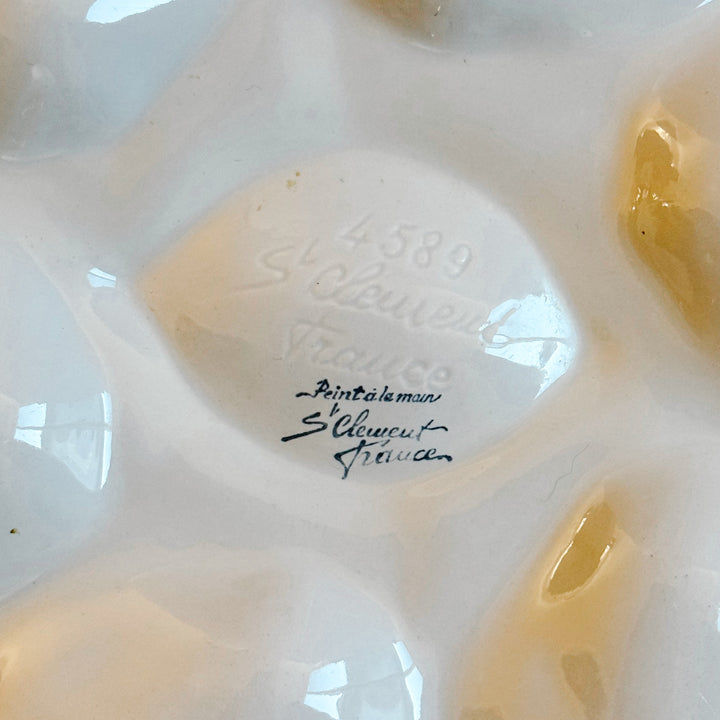 4589
St Clement
France
Peint à la main
St Clement
France